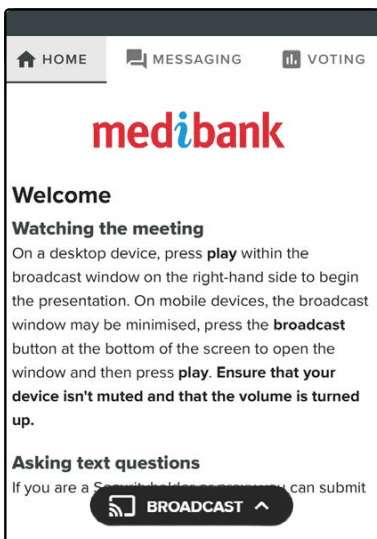 HOME MESSAGING VOTING
medibank
Welcome
Watching the meeting
On a desktop device, press play within the
broadcast window on the right-hand side to begin
the presentation. On mobile devices, the broadcast
window may be minimised, press the broadcast
button at the bottom of the screen to open the
window and then press play. Ensure that your
device isn't muted and that the volume is turned
up.
Asking text questions
If you are a Securityholder or proxy you can submit
BROADCAST